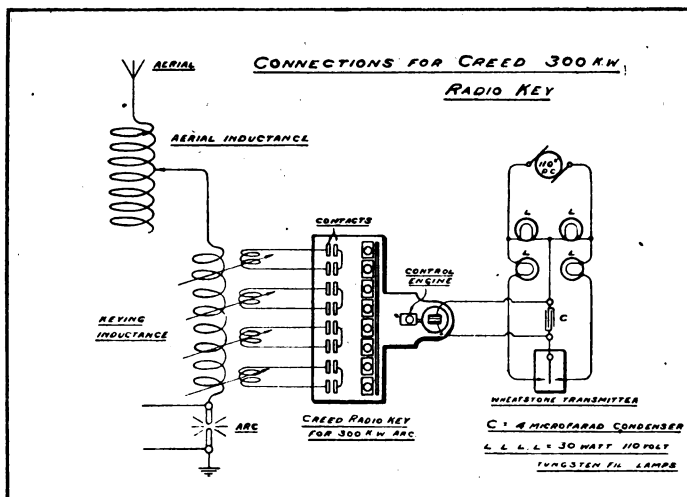 CONNECTIONS FOR CREED 300 K.W.
RADIO KEY
AERIAL
AERIAL INDUCTANCE
110 V
D.C.
L
L
L
L
CONTACTS
CONTROL
ENGINE
C
KEYING
INDUCTANCE
ARC
CREED RADIO KEY
FOR 300 K.W ARC.
WHEATSTONE TRANSMITTER
C = 4 MICROFARAD CONDENSER
L L L. L = 30 WATT 110 VOLT
TUNGSTEN FIL LAMPS